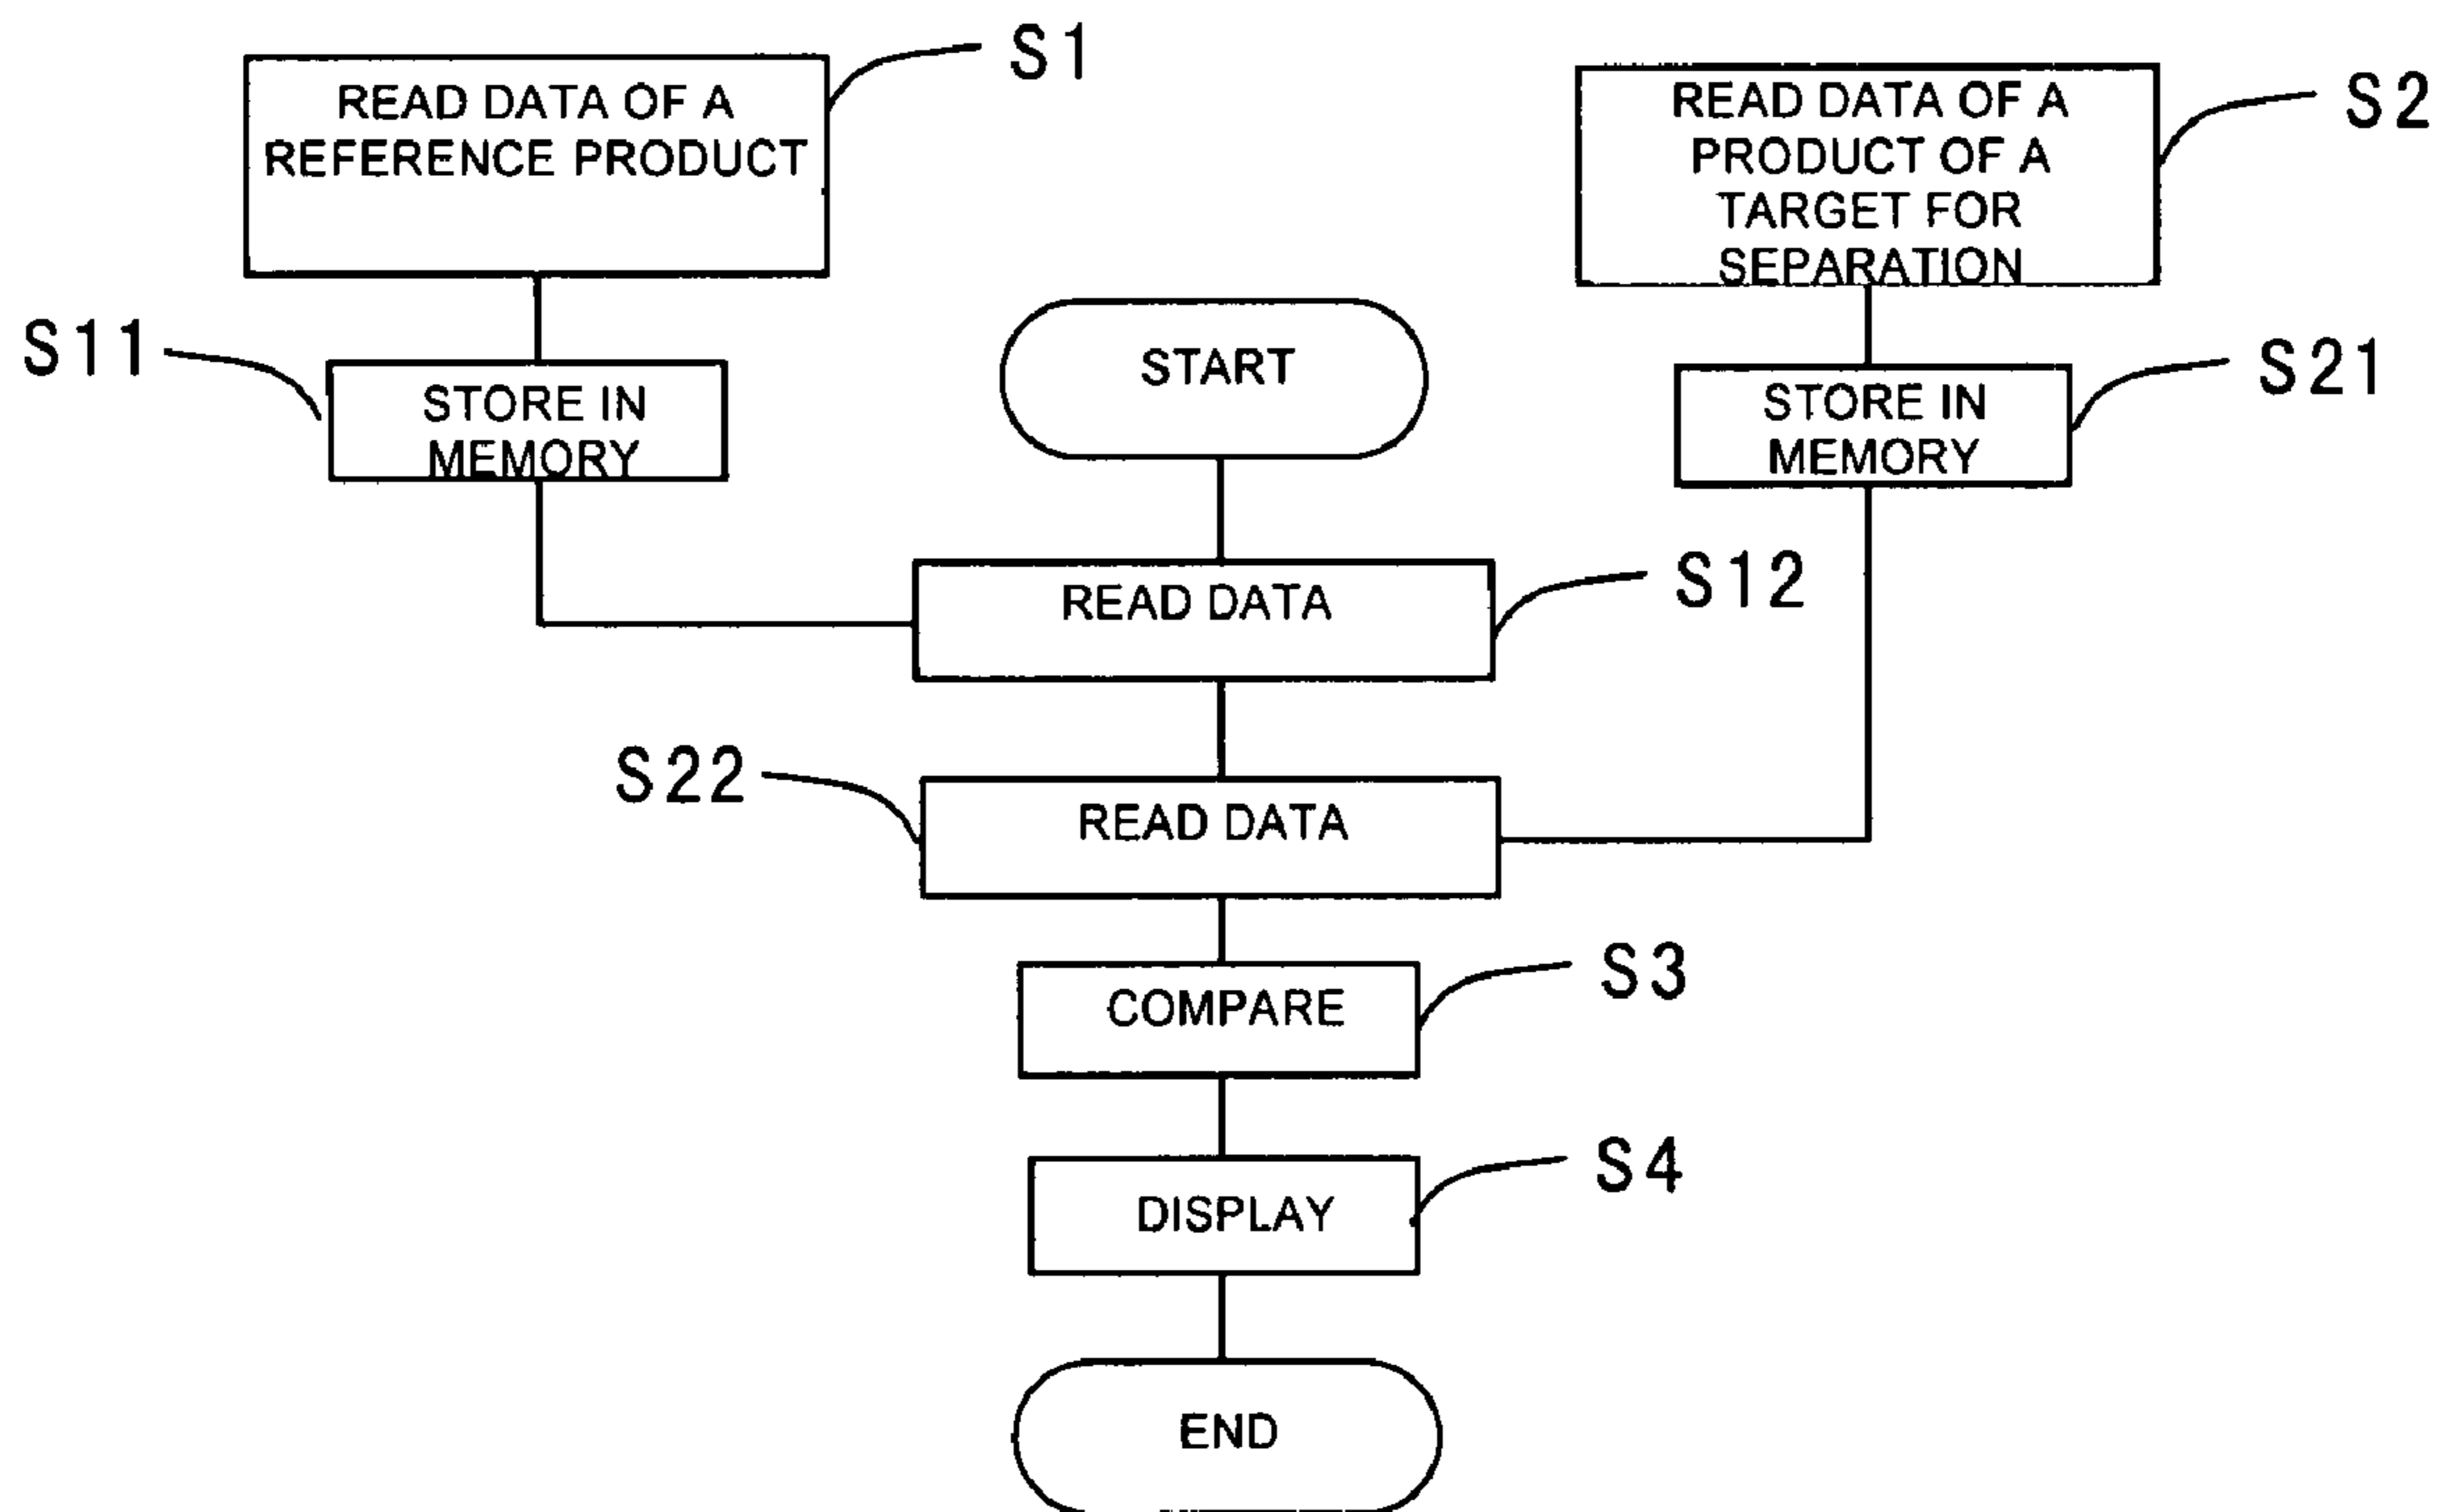 S1
READ DATA OF A
REFERENCE PRODUCT
S2
READ DATA OF A
PRODUCT OF A
TARGET FOR
SEPARATION
S11
STORE IN
MEMORY
START
S21
STORE IN
MEMORY
S12
READ DATA
S22
READ DATA
S3
COMPARE
S4
DISPLAY
END